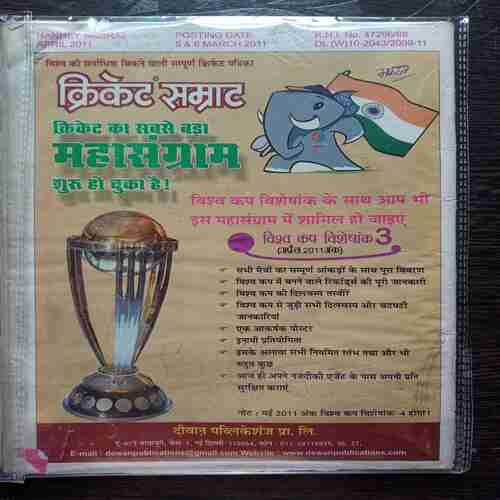 APRIL 2011
POSTING DATE:
5 & 6 MARCH 2011
R.N.I. No. 47296/88
DL(W)10-2043/2009-11
विश्व की सर्वाधिक बिकने वाली सम्पूर्ण क्रिकेट पत्रिका
क्रिकेट सम्राट
क्रिकेट का सबसे बड़ा
महासंग्राम
शुरू हो चुका है!
विश्व कप विशेषांक के साथ आप भी
इस महासंग्राम में शामिल हो जाइए
विश्व कप विशेषांक 3
(अप्रैल 2011 अंक)
सभी मैचों का सम्पूर्ण आंकड़ों के साथ पूरा विवरण
विश्व कप में बनने वाले रिकॉर्ड्स की पूरी जानकारी
विश्व कप की दिलचस्प तस्वीरें
विश्व कप से जुड़ी सभी दिलचस्प और चटपटी
जानकारियां
एक आकर्षक पोस्टर
इनामी प्रतियोगिता
इसके अलावा सभी नियमित स्तंभ तथा और भी
बहुत कुछ
आज ही अपने नजदीकी एजेंट के पास अपनी प्रति
सुरक्षित कराएं
नोट : मई 2011 अंक विश्व कप विशेषांक-4 होगा!
दीवान पब्लिकेशंज प्रा. लि.
E-mail : dewanpublications@gmail.com Website : www.dewanpublications.com